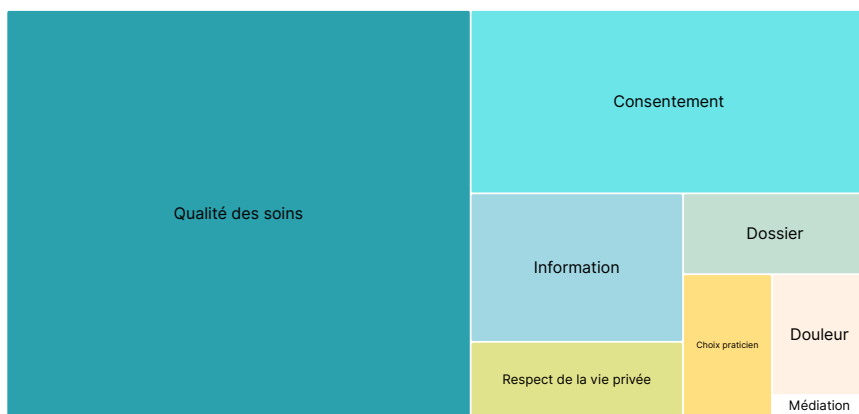 Qualité des soins
Consentement
Information
Dossier
Respect de la vie privée
Choix praticien
Douleur
Médiation